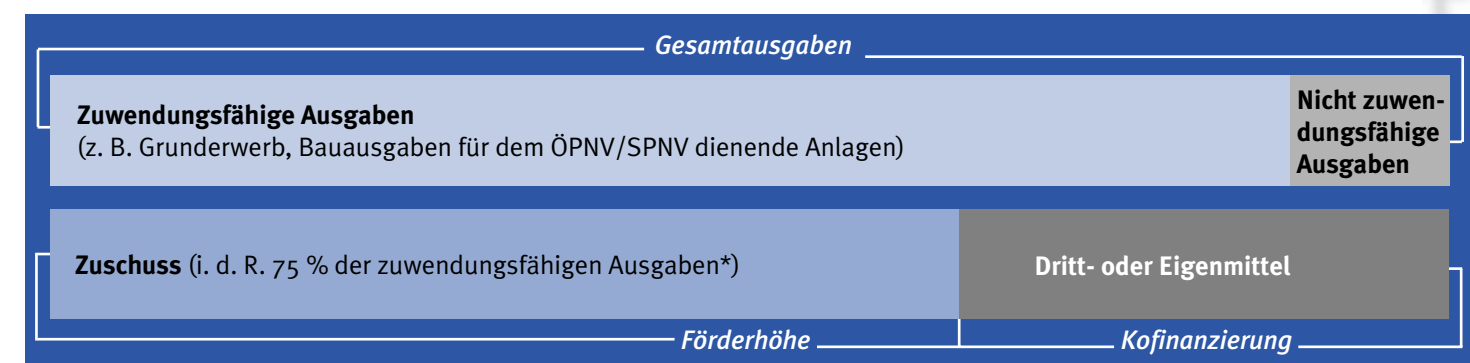 Gesamtausgaben
Zuwendungsfähige Ausgaben
(z. B. Grunderwerb, Bauausgaben für dem ÖPNV/SPNV dienende Anlagen)
Nicht zuwen-
dungsfähige
Ausgaben
Zuschuss (i. d. R. 75 % der zuwendungsfähigen Ausgaben*)
Dritt- oder Eigenmittel
Förderhöhe
Kofinanzierung